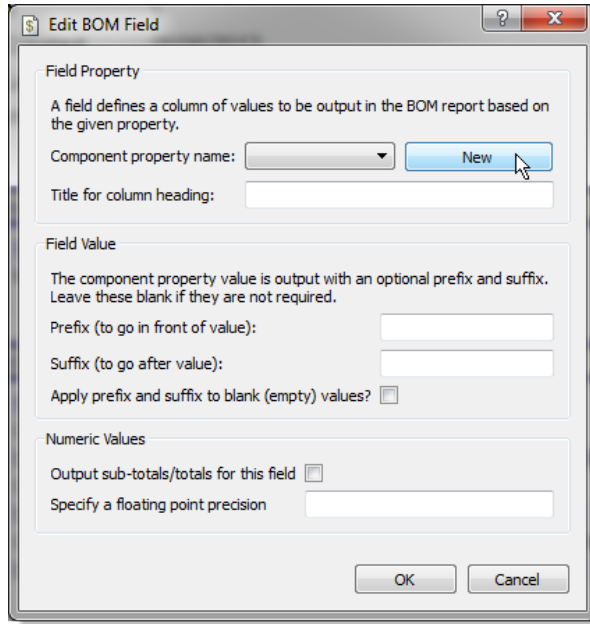 Edit BOM Field
Field Property
A field defines a column of values to be output in the BOM report based on
the given property.
Component property name:
New
Title for column heading:
Field Value
The component property value is output with an optional prefix and suffix.
Leave these blank if they are not required.
Prefix (to go in front of value):
Suffix (to go after value):
Apply prefix and suffix to blank (empty) values?
Numeric Values
Output sub-totals/totals for this field
Specify a floating point precision
OK
Cancel